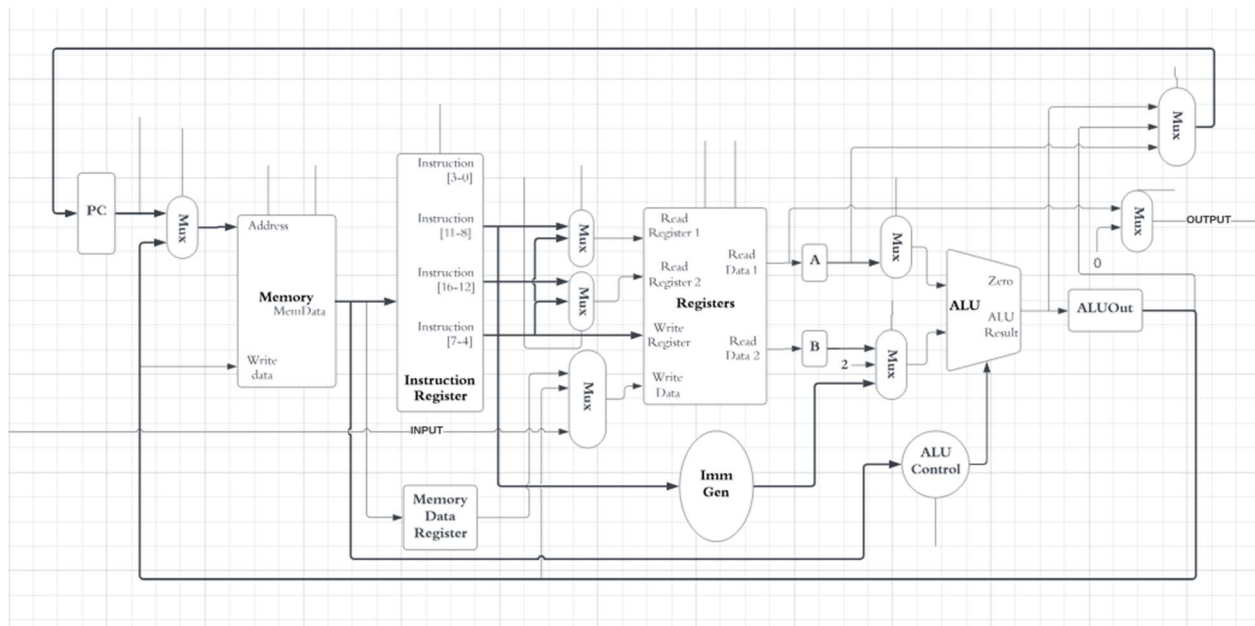 PC
Mux
Address
Memory
MemData
Write
data
Instruction
[3-0]
Instruction
[11-8]
Instruction
[16-12]
Instruction
[7-4]
Instruction
Register
Mux
Mux
Mux
INPUT
Memory
Data
Register
Read
Register 1
Read
Register 2
Registers
Write
Register
Write
Data
Read
Data 1
Read
Data 2
Imm
Gen
A
B
2
Mux
Mux
Zero
ALU
ALU
Result
ALU
Control
ALUOut
Mux
Mux
0
OUTPUT